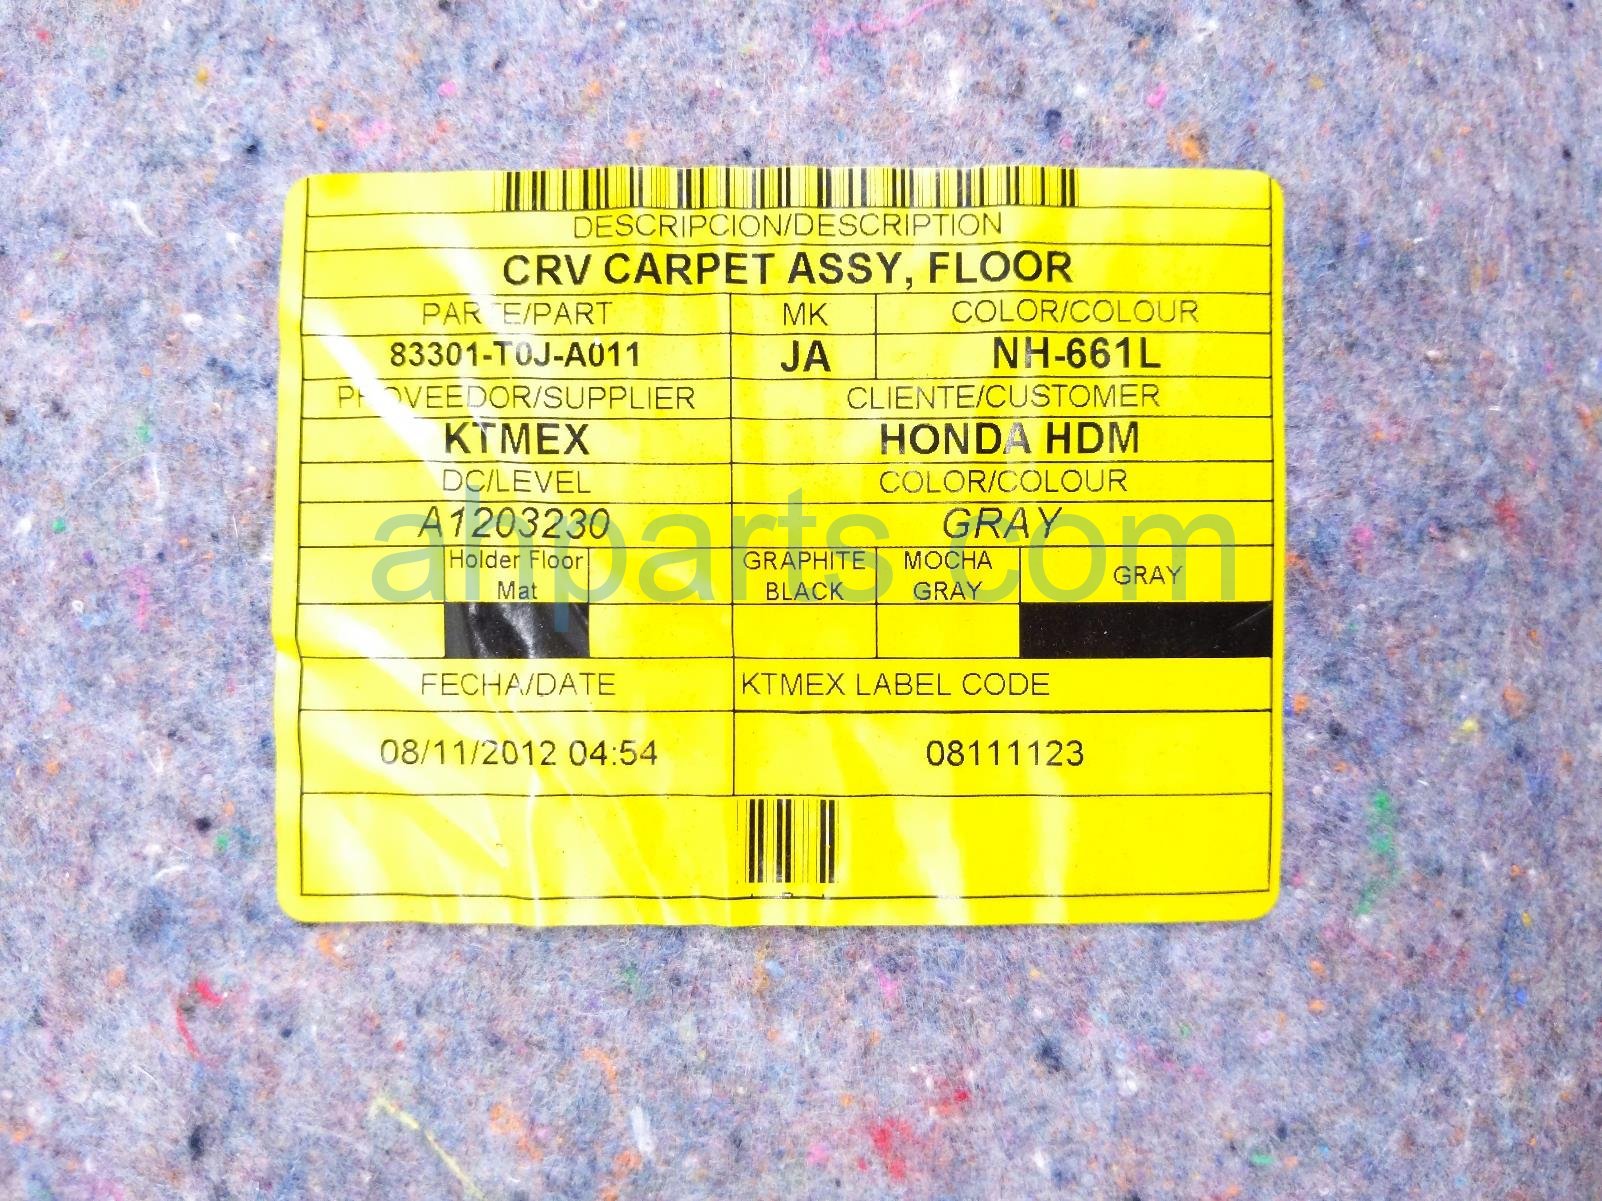 DESCRIPCION/DESCRIPTION
CRV CARPET ASSY, FLOOR
PARTE/PART MK COLOR/COLOUR
83301-T0J-A011 JA NH-661L
PROVEEDOR/SUPPLIER CLIENTE/CUSTOMER
KTMEX HONDA HDM
DC/LEVEL COLOR/COLOUR
A1203230 GRAY
ahparts.com
Holder Floor GRAPHITE MOCHA GRAY
Mat BLACK GRAY
FECHA/DATE KTMEX LABEL CODE
08/11/2012 04:54 08111123